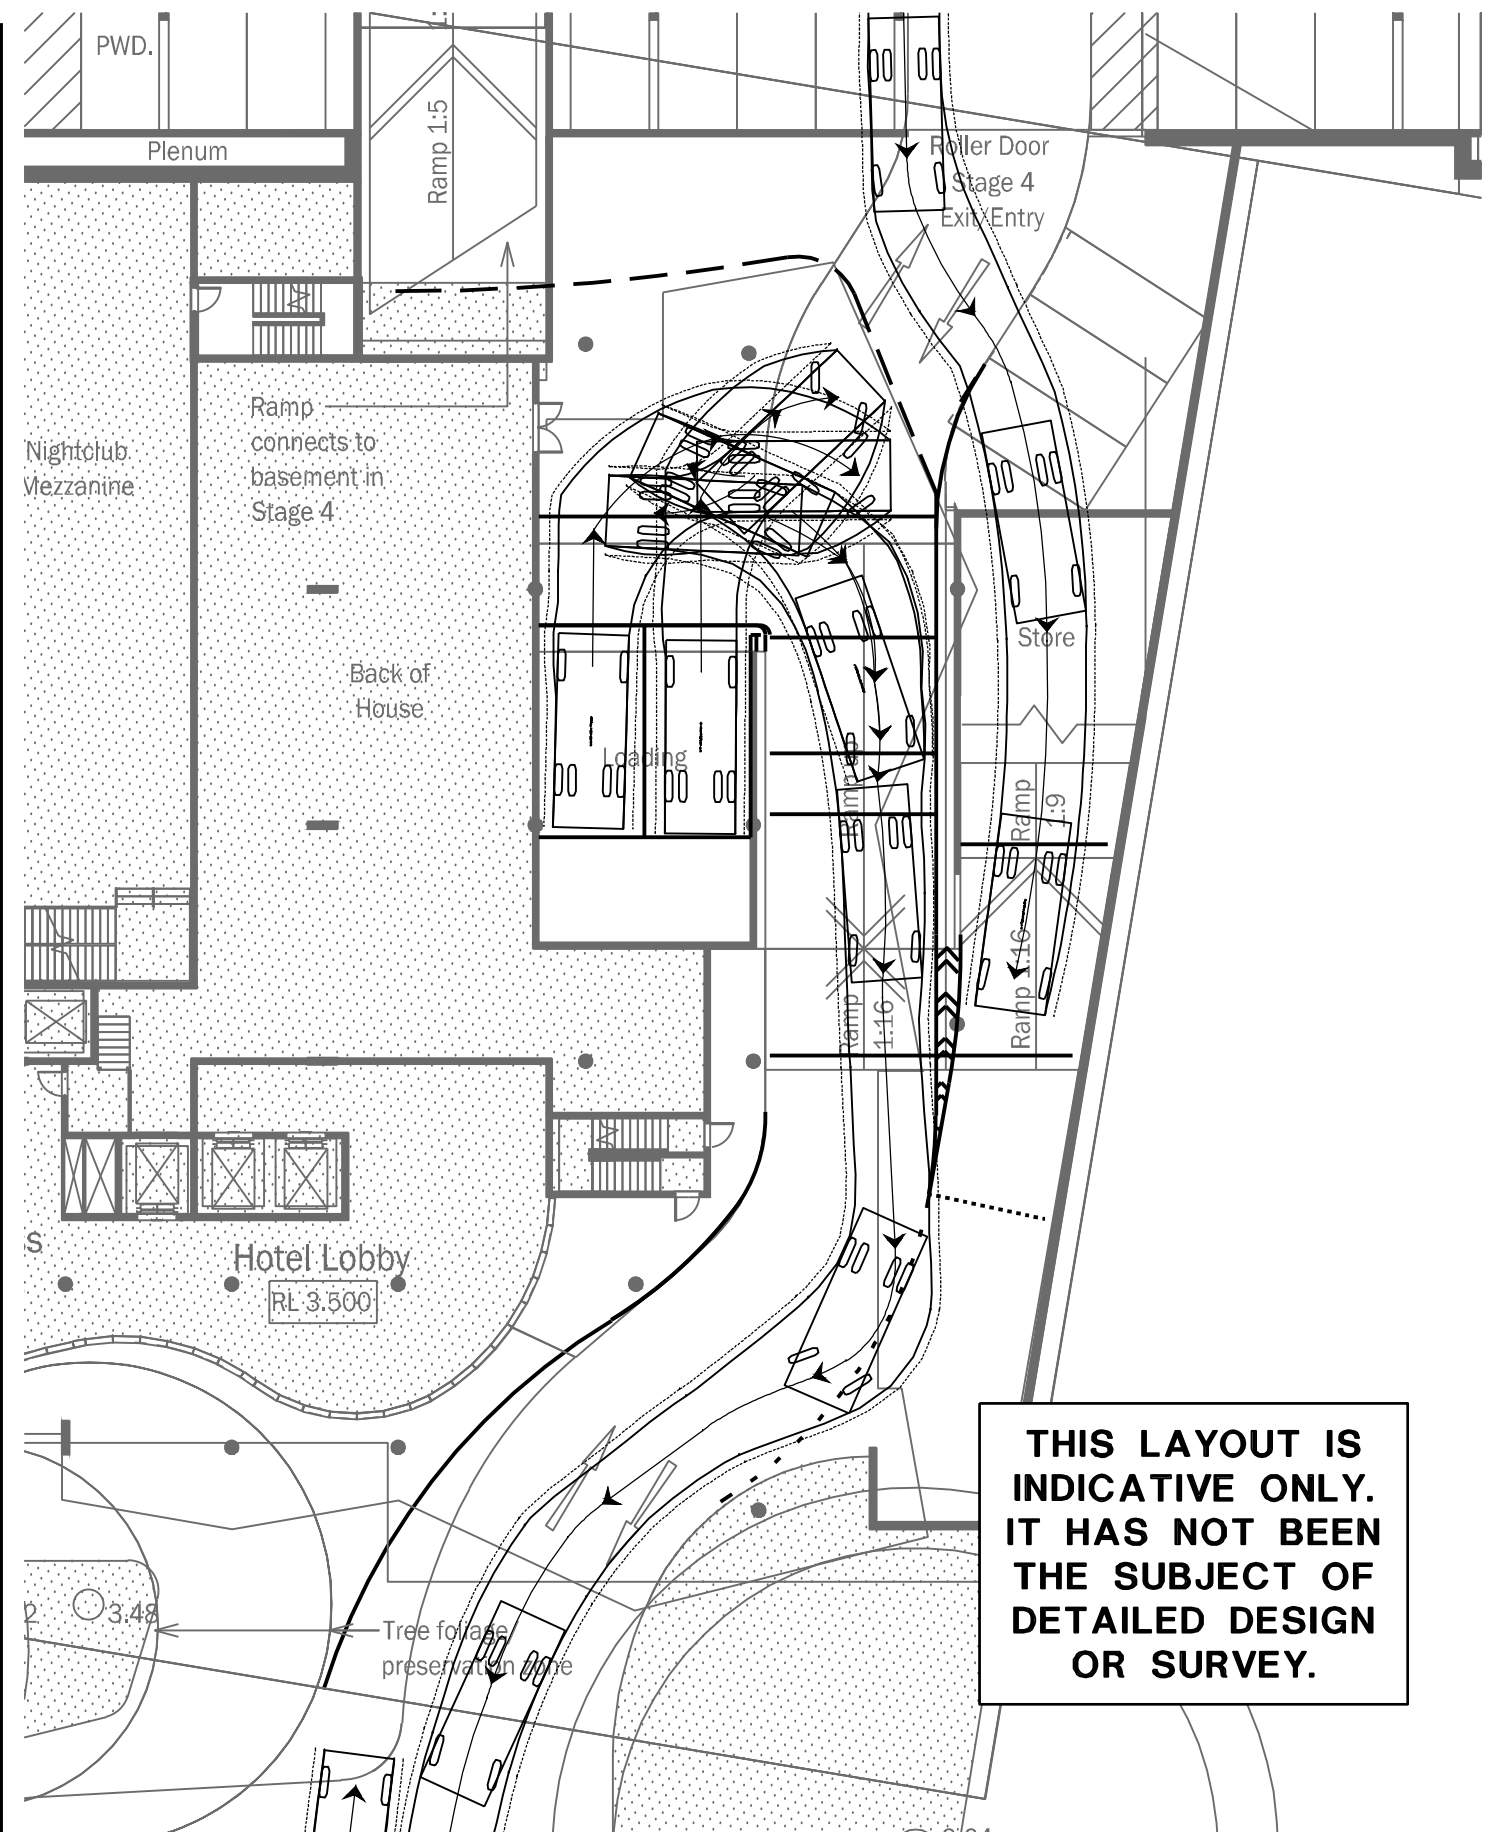 PWD.
Plenum
Ramp 1:5
Roller Door
Stage 4
Exit/Entry
Ramp
connects to
basement in
Stage 4
Nightclub
Mezzanine
Back of
House
Loading
Store
Ramp
1:9
Ramp
1:16
Ramp 1:16
S
Hotel Lobby
RL 3.500
THIS LAYOUT IS
INDICATIVE ONLY.
IT HAS NOT BEEN
THE SUBJECT OF
DETAILED DESIGN
OR SURVEY.
2
3.48
Tree foliage
preservation zone